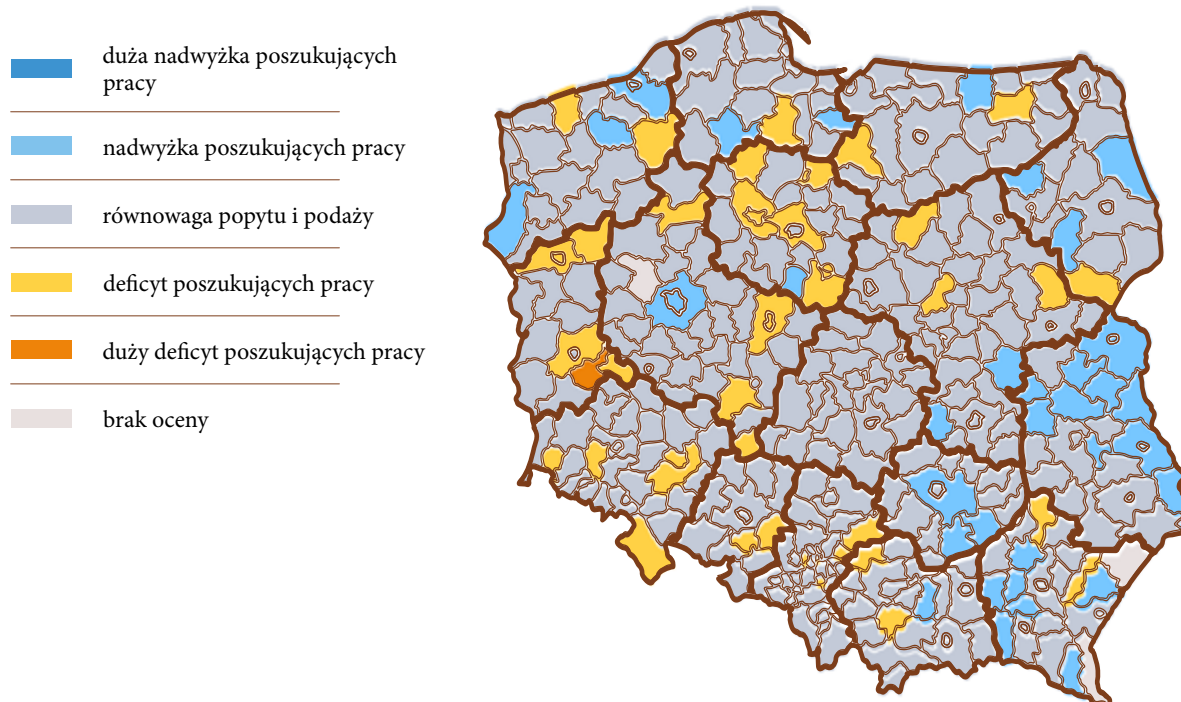 duża nadwyżka poszukujących
pracy
nadwyżka poszukujących pracy
równowaga popytu i podaży
deficyt poszukujących pracy
duży deficyt poszukujących pracy
brak oceny